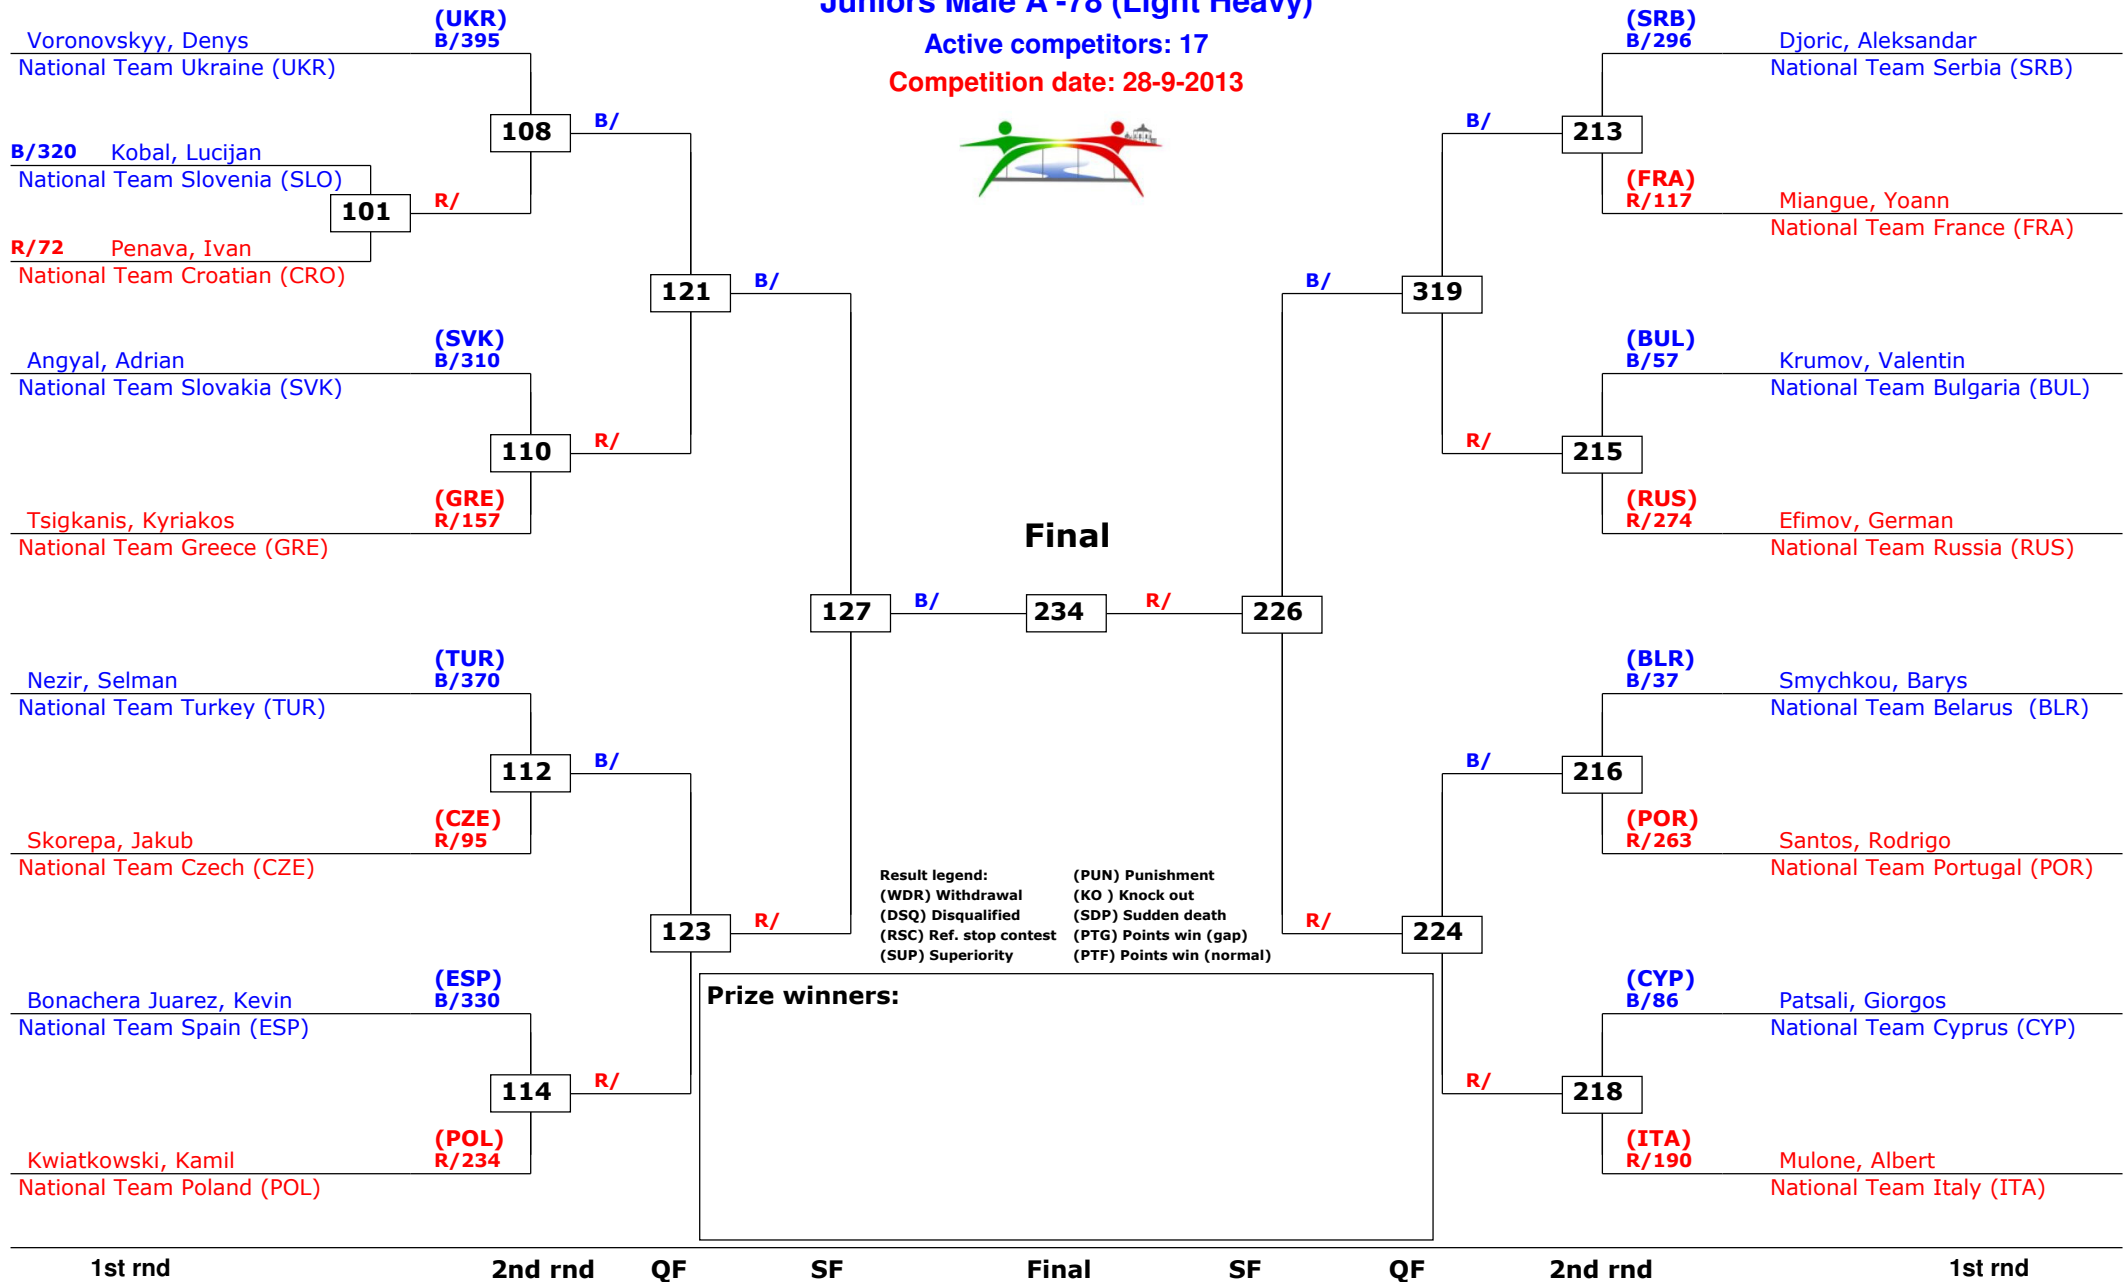 Juniors Male A -78 (Light Heavy)
Active competitors: 17
Competition date: 28-9-2013
(UKR)
Voronovskyy, Denys B/395
National Team Ukraine (UKR)
108 B/
B/320 Kobal, Lucijan
National Team Slovenia (SLO)
101 R/
R/72 Penava, Ivan
National Team Croatian (CRO)
121 B/
(SVK)
Angyal, Adrian B/310
National Team Slovakia (SVK)
110 R/
(GRE)
Tsigkanis, Kyriakos R/157
National Team Greece (GRE)
127 B/
(TUR)
Nezir, Selman B/370
National Team Turkey (TUR)
112 B/
(CZE)
Skorepa, Jakub R/95
National Team Czech (CZE)
123 R/
(ESP)
Bonachera Juarez, Kevin B/330
National Team Spain (ESP)
114 R/
(POL)
Kwiatkowski, Kamil R/234
National Team Poland (POL)
Final
234
(SRB)
B/296 Djoric, Aleksandar
National Team Serbia (SRB)
B/ 213
(FRA)
R/117 Miangue, Yoann
National Team France (FRA)
B/ 319
(BUL)
B/57 Krumov, Valentin
National Team Bulgaria (BUL)
R/ 215
(RUS)
R/274 Efimov, German
National Team Russia (RUS)
R/ 226
(BLR)
B/37 Smychkou, Barys
National Team Belarus (BLR)
B/ 216
(POR)
R/263 Santos, Rodrigo
National Team Portugal (POR)
R/ 224
(CYP)
B/86 Patsali, Giorgos
National Team Cyprus (CYP)
R/ 218
(ITA)
R/190 Mulone, Albert
National Team Italy (ITA)
Result legend: (PUN) Punishment
(WDR) Withdrawal (KO ) Knock out
(DSQ) Disqualified (SDP) Sudden death
(RSC) Ref. stop contest (PTG) Points win (gap)
(SUP) Superiority (PTF) Points win (normal)
Prize winners:
1st rnd 2nd rnd QF SF Final SF QF 2nd rnd 1st rnd